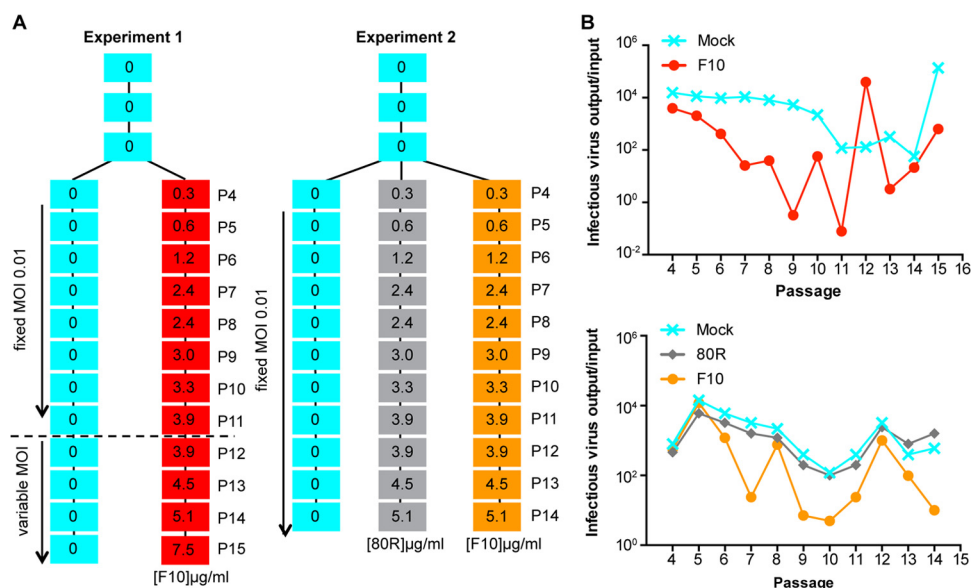 A
Experiment 1
0
0
0
0 0.3 P4
0 0.6 P5
0 1.2 P6
0 2.4 P7
0 2.4 P8
0 3.0 P9
0 3.3 P10
0 3.9 P11
0 3.9 P12
0 4.5 P13
0 5.1 P14
0 7.5 P15
fixed MOI 0.01
variable MOI
[F10]µg/ml
Experiment 2
0
0
0
0 0.3 0.3 P4
0 0.6 0.6 P5
0 1.2 1.2 P6
0 2.4 2.4 P7
0 2.4 2.4 P8
0 3.0 3.0 P9
0 3.3 3.3 P10
0 3.9 3.9 P11
0 3.9 3.9 P12
0 4.5 4.5 P13
0 5.1 5.1 P14
fixed MOI 0.01
[80R]µg/ml [F10]µg/ml
B
Mock
F10
Infectious virus output/input
10⁶
10⁴
10²
10⁰
10⁻²
4 5 6 7 8 9 10 11 12 13 14 15 16
Passage
Mock
80R
F10
Infectious virus output/input
10⁶
10⁴
10²
10⁰
4 5 6 7 8 9 10 11 12 13 14 15
Passage